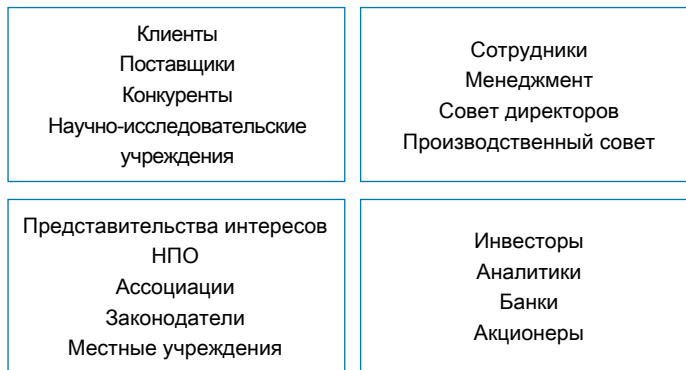 Клиенты
Поставщики
Конкуренты
Научно-исследовательские
учреждения
Сотрудники
Менеджмент
Совет директоров
Производственный совет
Представительства интересов
НПО
Ассоциации
Законодатели
Местные учреждения
Инвесторы
Аналитики
Банки
Акционеры